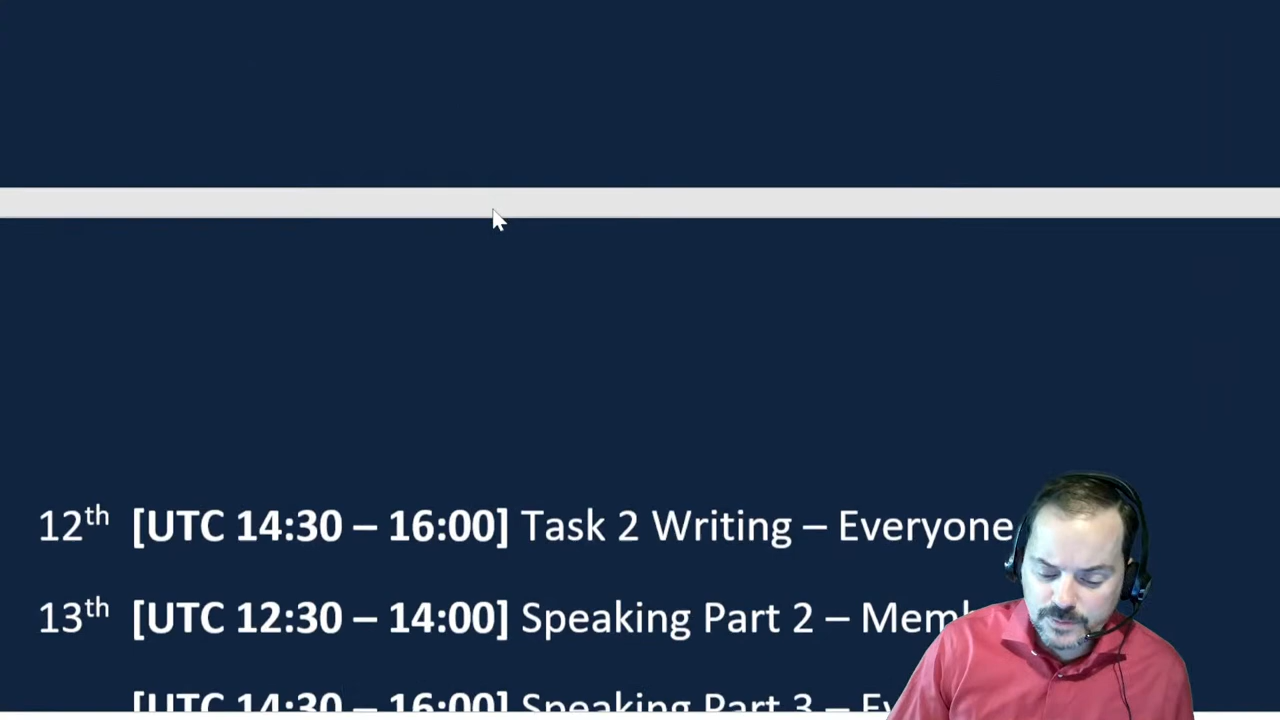 12th [UTC 14:30 – 16:00] Task 2 Writing – Everyone
13th [UTC 12:30 – 14:00] Speaking Part 2 –
[UTC 14:30 – 16:00] Speaking Part 3 –